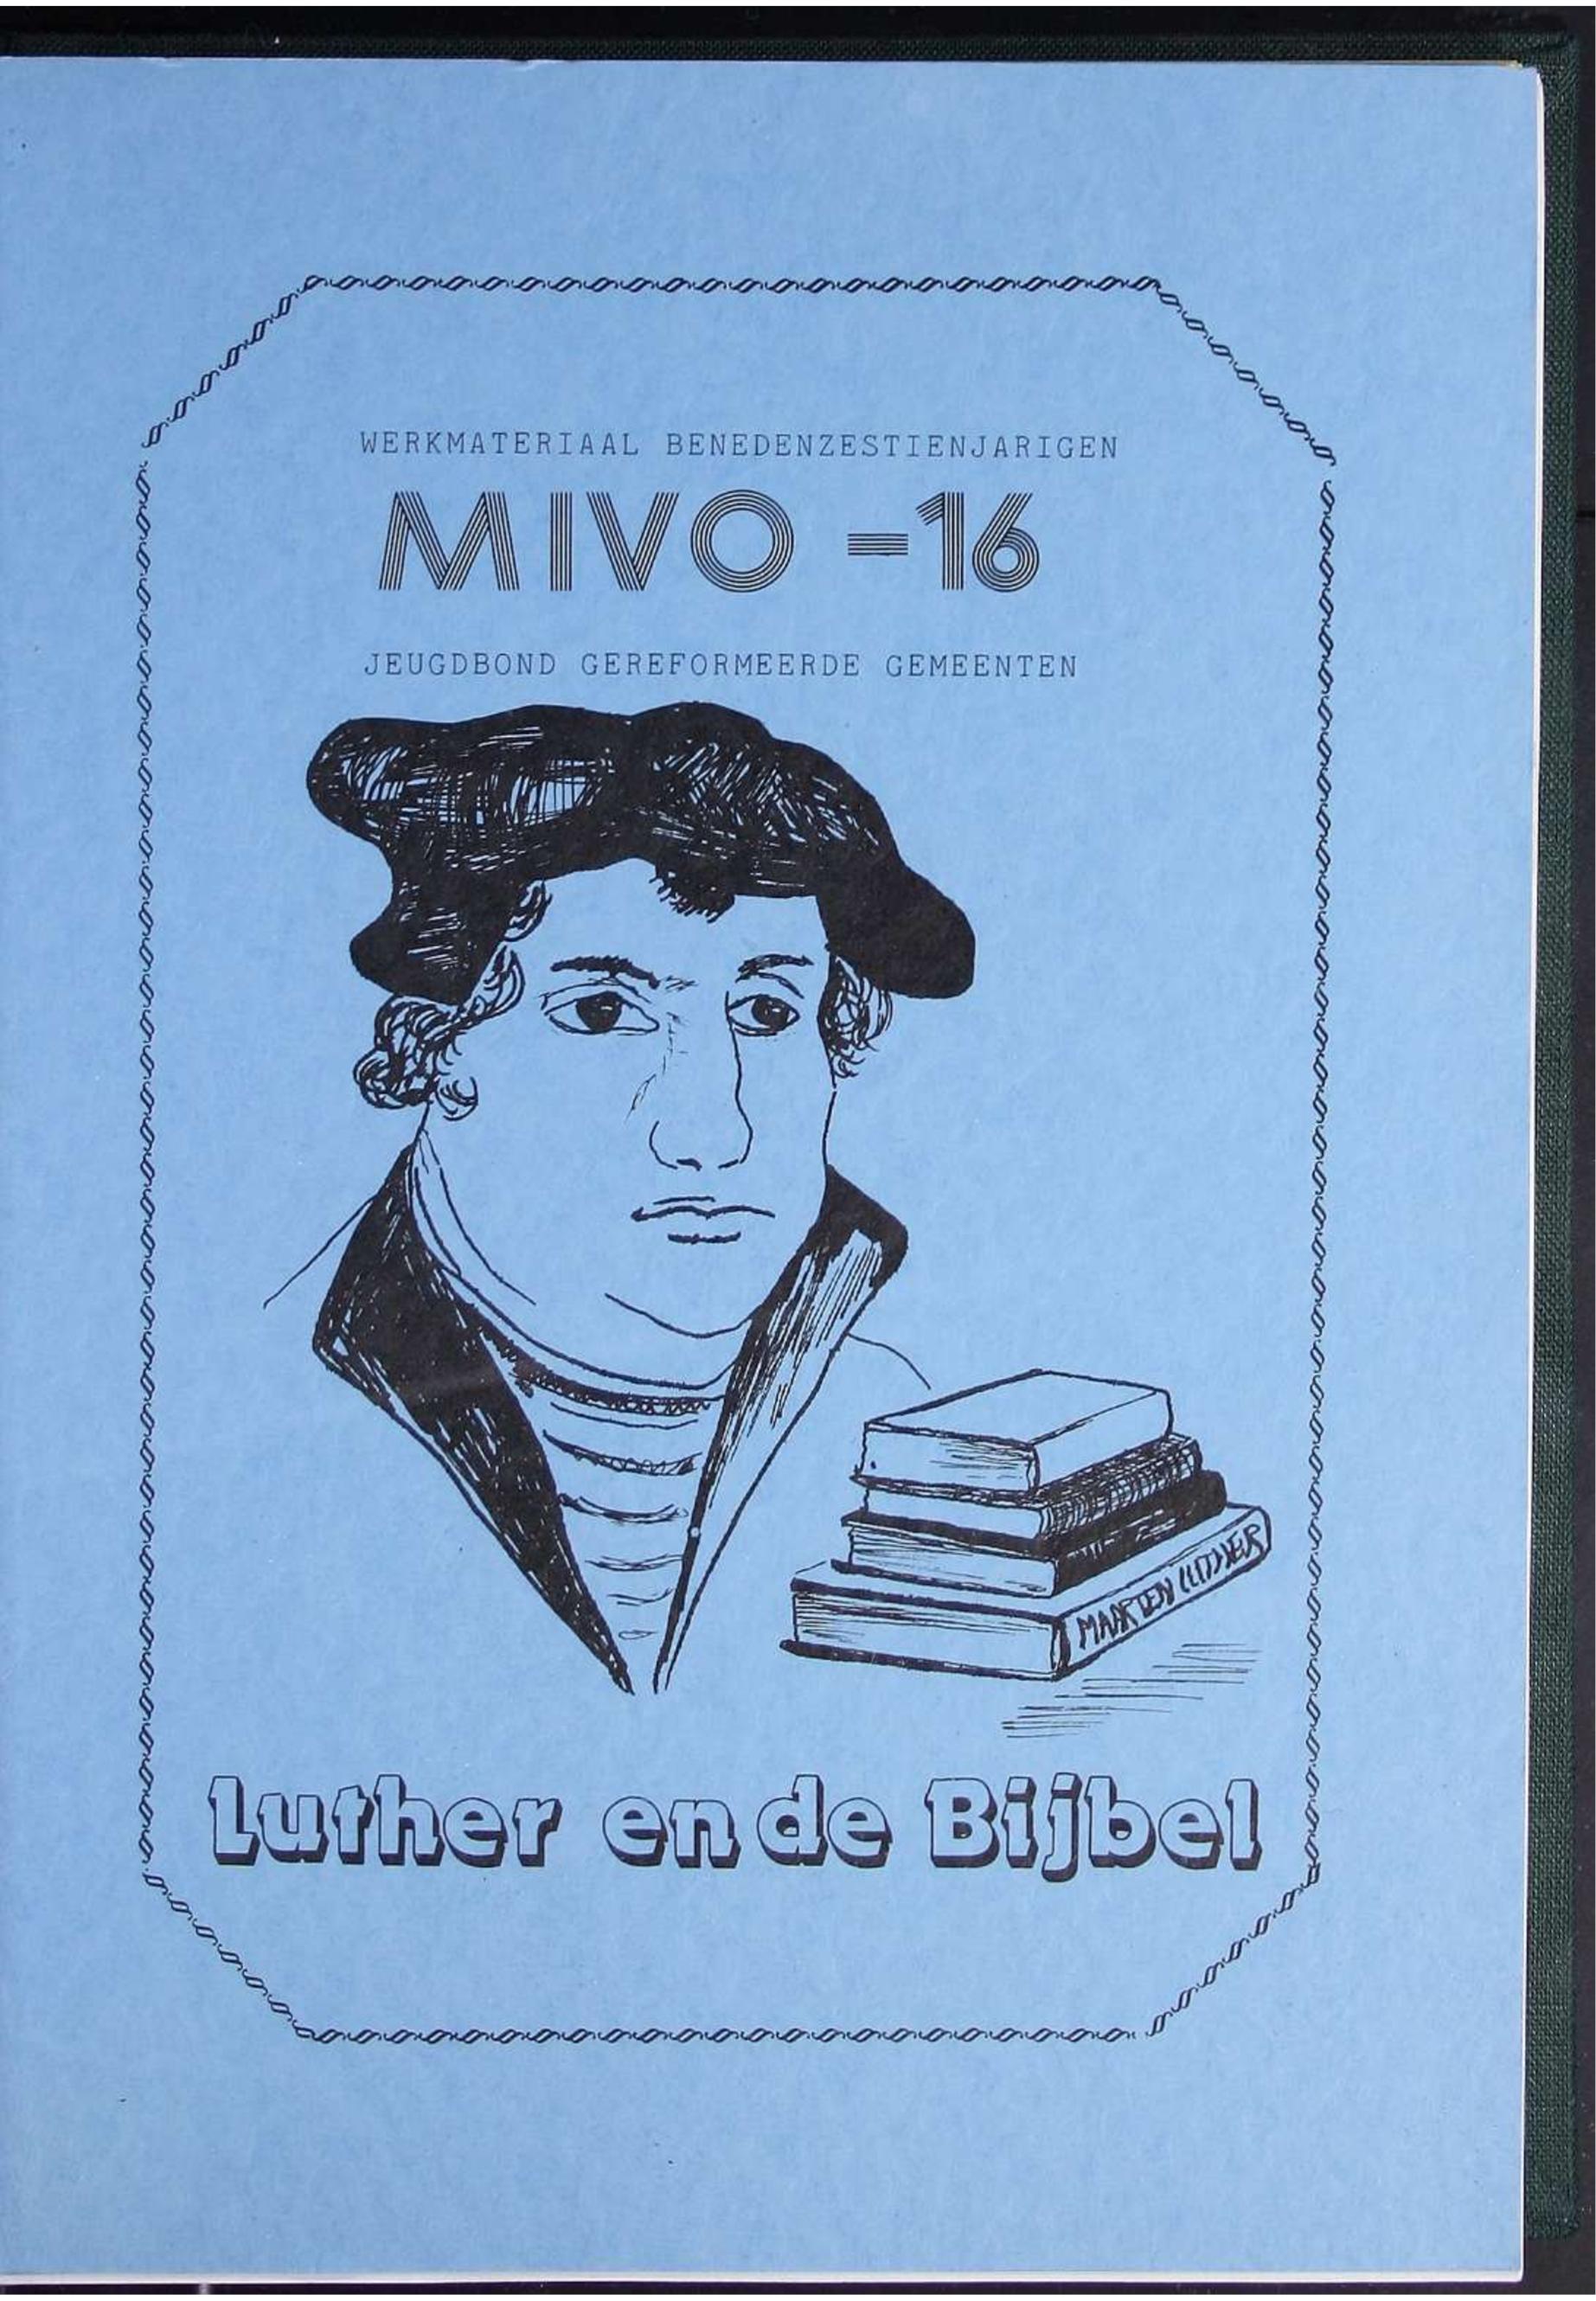 WERKMATERIAAL BENEDENZESTIENJARIGEN
MIVO -16
JEUGDBOND GEREFORMEERDE GEMEENTEN
MAARTEN LUTHER
Luther en de Bijbel